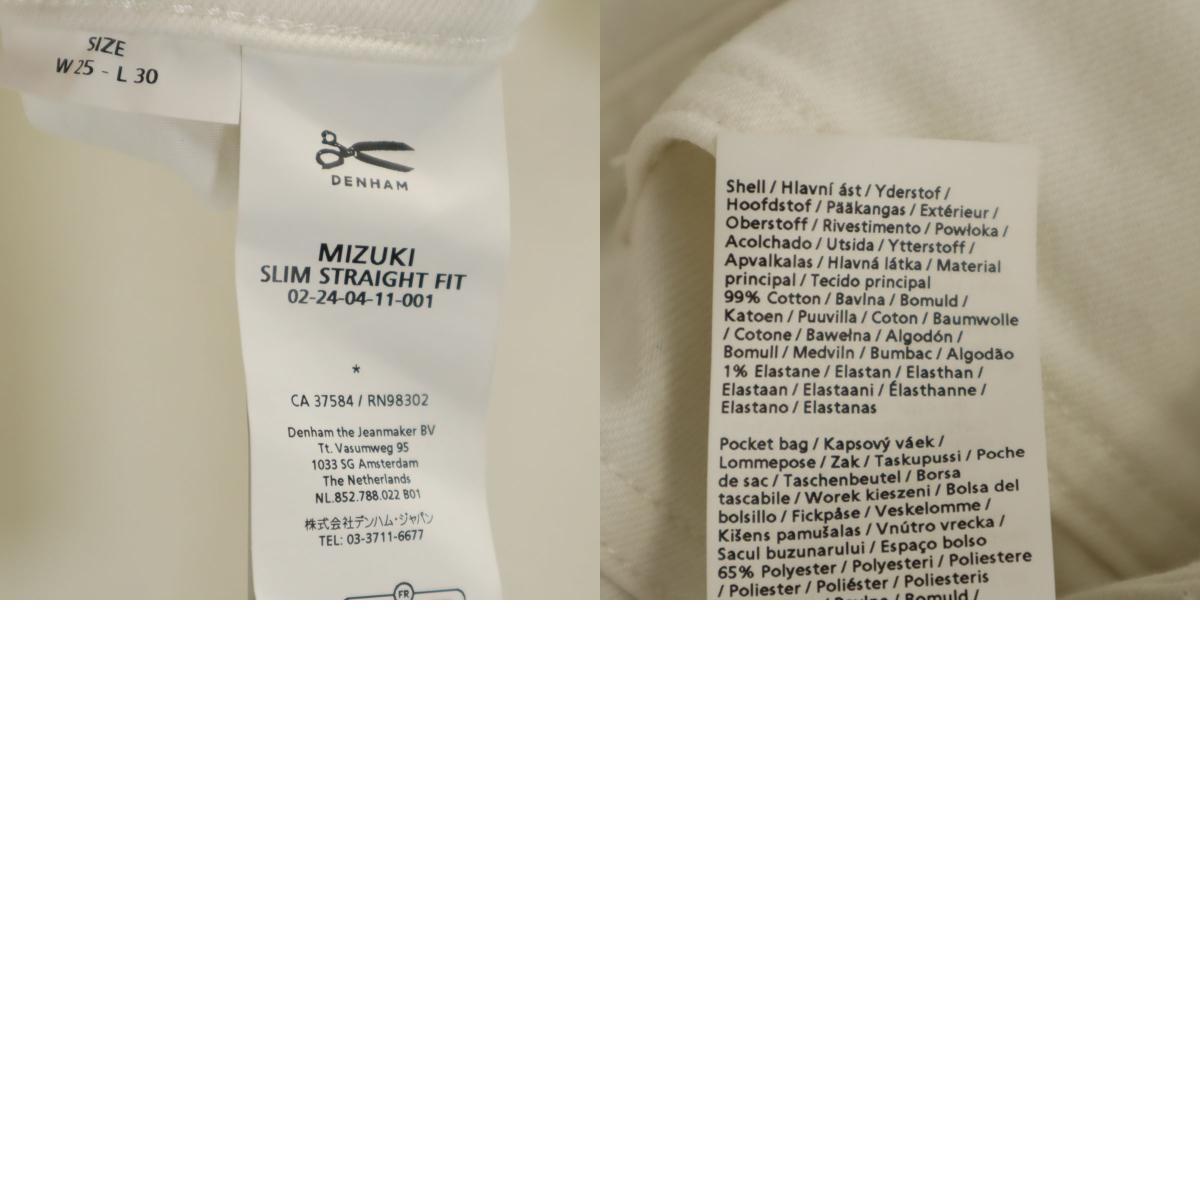 SIZE
W25 - L 30
DENHAM
MIZUKI
SLIM STRAIGHT FIT
02-24-04-11-001
*
CA 37584 / RN98302
Denham the Jeanmaker BV
Tt. Vasumweg 95
1033 SG Amsterdam
The Netherlands
NL.852.788.022 B01
株式会社デンハム・ジャパン
TEL: 03-3711-6677
FR
Shell / Hlavní ást / Yderstof /
Hoofdstof / Pääkangas / Extérieur /
Oberstoff / Rivestimento / Powłoka /
Acolchado / Utsida / Ytterstoff /
Apvalkalas / Hlavná látka / Material
principal / Tecido principal
99% Cotton / Bavlna / Bomuld /
Katoen / Puuvilla / Coton / Baumwolle
/ Cotone / Bawełna / Algodón /
Bomull / Medviln / Bumbac / Algodão
1% Elastane / Elastan / Elasthan /
Elastaan / Elastaani / Élasthanne /
Elastano / Elastanas
Pocket bag / Kapsový váek /
Lommepose / Zak / Taskupussi / Poche
de sac / Taschenbeutel / Borsa
tascabile / Worek kieszeni / Bolsa del
bolsillo / Fickpåse / Veskelomme /
Kišens pamušalas / Vnútro vrecka /
Sacul buzunarului / Espaço bolso
65% Polyester / Polyesteri / Poliestere
/ Poliester / Poliéster / Poliesteris
/ Bavlna / Bomuld /